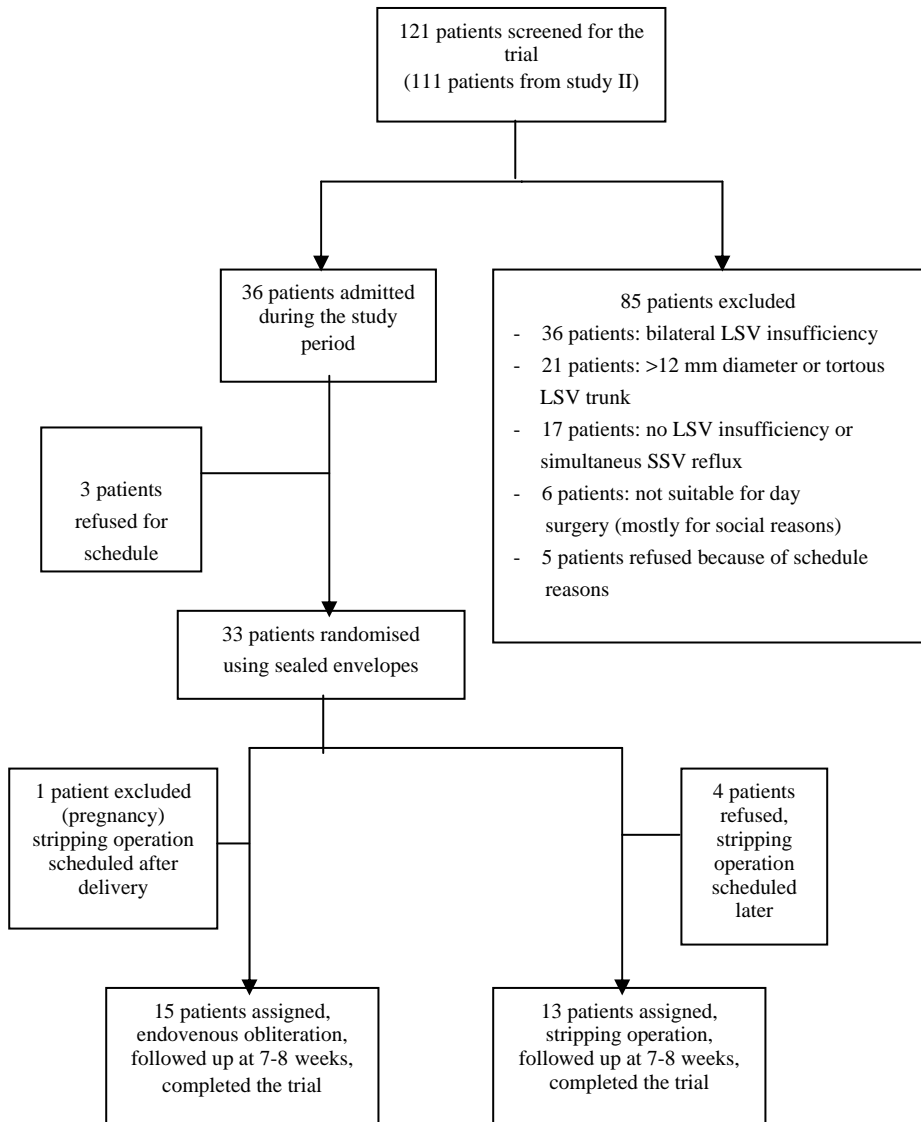 121 patients screened for the
trial
(111 patients from study II)
36 patients admitted
during the study
period
85 patients excluded
- 36 patients: bilateral LSV insufficiency
- 21 patients: >12 mm diameter or tortous
LSV trunk
- 17 patients: no LSV insufficiency or
simultaneus SSV reflux
- 6 patients: not suitable for day
surgery (mostly for social reasons)
- 5 patients refused because of schedule
reasons
3 patients
refused for
schedule
33 patients randomised
using sealed envelopes
1 patient excluded
(pregnancy)
stripping operation
scheduled after
delivery
4 patients
refused,
stripping
operation
scheduled
later
15 patients assigned,
endovenous obliteration,
followed up at 7-8 weeks,
completed the trial
13 patients assigned,
stripping operation,
followed up at 7-8 weeks,
completed the trial